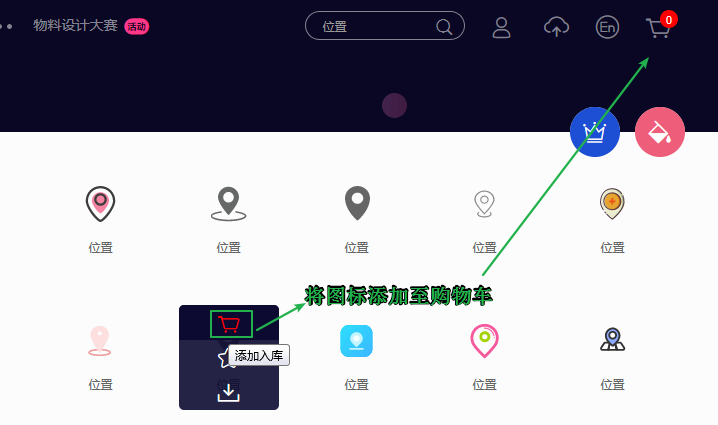 物料设计大赛 活动
位置
En
0
位置 位置 位置 位置 位置
将图标添加至购物车
添加入库
位置 位置 位置 位置